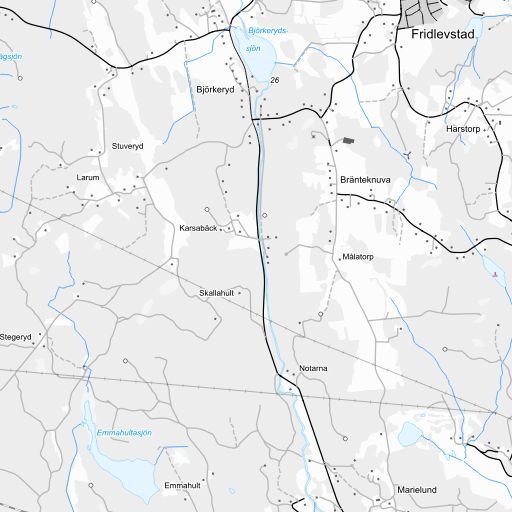 Björkeryds
sjön
Fridlevstad
26
Björkeryd
Härstorp
Stuveryd
Larum
Bränteknuva
Karsabäck
Målatorp
Skallahult
Stegeryd
Notarna
Emmahultasjön
Emmahult
Marielund